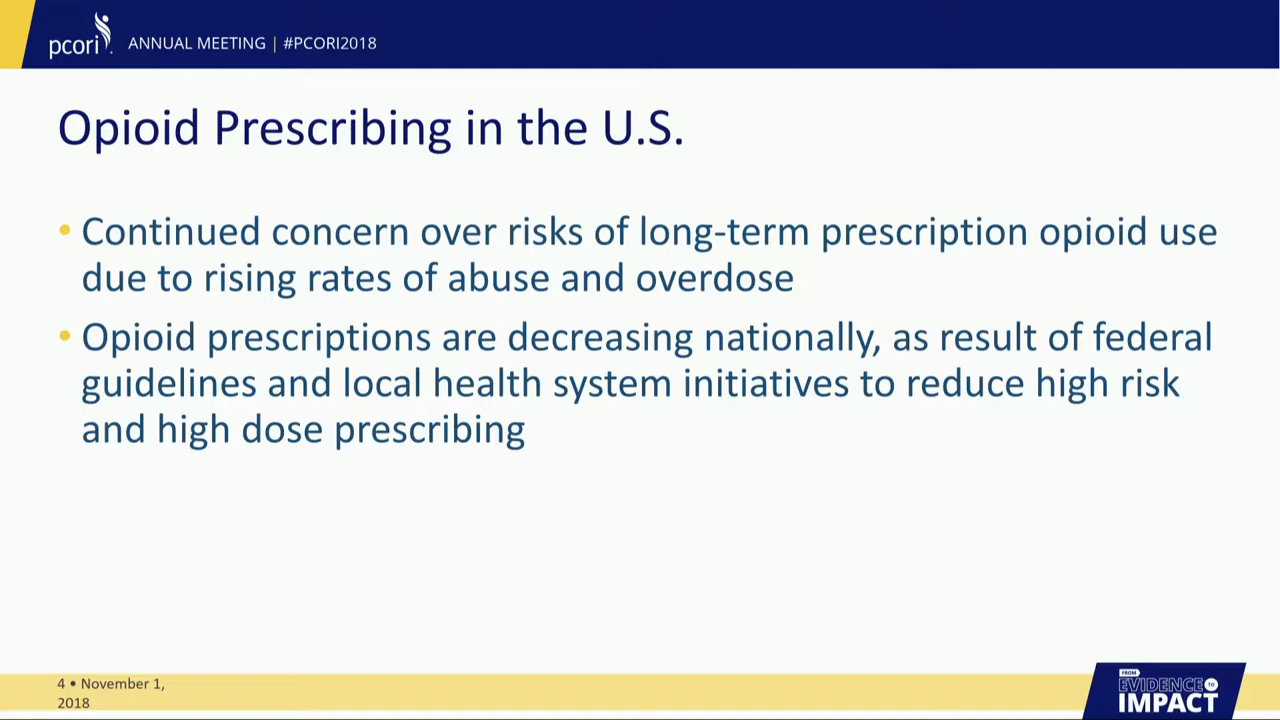 pcori
ANNUAL MEETING | #PCORI2018
Opioid Prescribing in the U.S.
• Continued concern over risks of long-term prescription opioid use
due to rising rates of abuse and overdose
• Opioid prescriptions are decreasing nationally, as result of federal
guidelines and local health system initiatives to reduce high risk
and high dose prescribing
4 • November 1,
2018
FROM
EVIDENCE TO
IMPACT